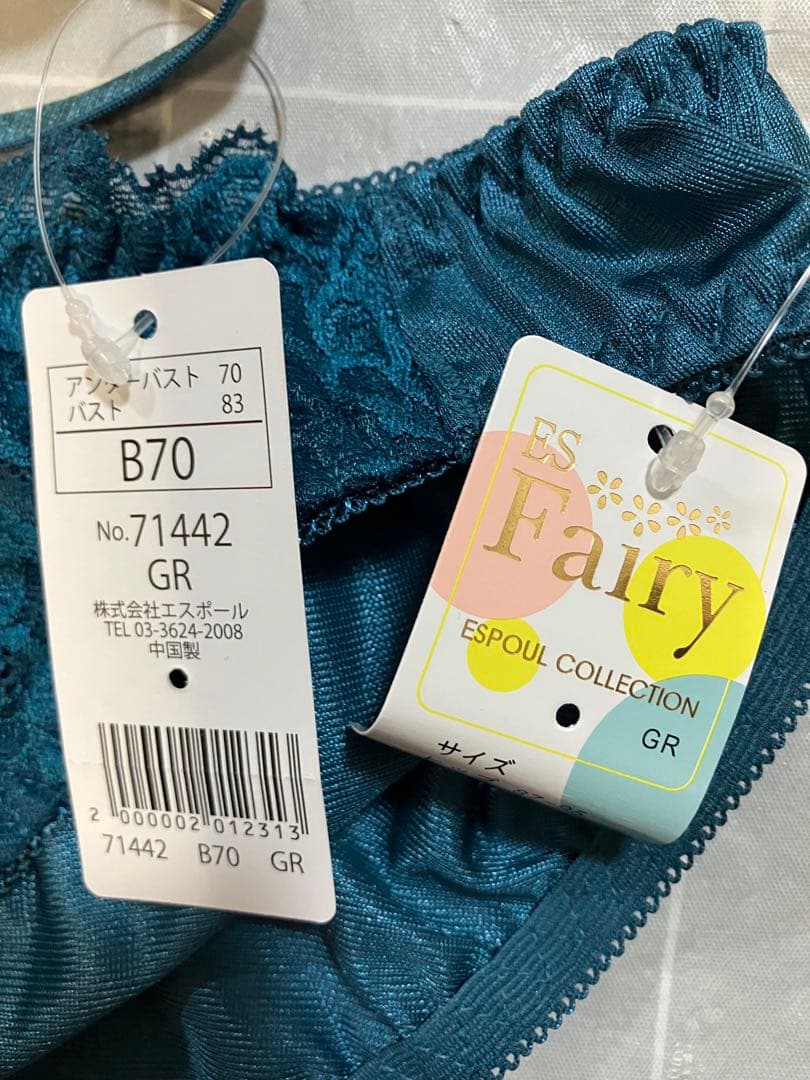 アンダーバスト 70
バスト 83
B70
No.71442
GR
株式会社エスポール
TEL 03-3624-2008
中国製
2 000002 012313
71442 B70 GR
ES
Fairy
ESPOUL COLLECTION
GR
サイズ